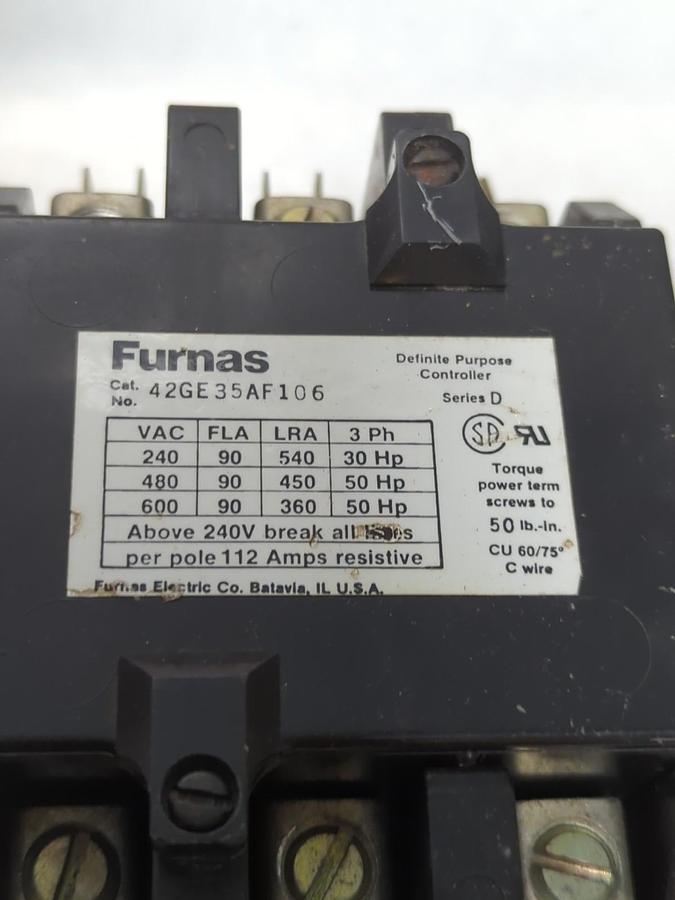 Furnas
Definite Purpose
Controller
Cat.
No. 42GE35AF106
Series D
VAC FLA LRA 3 Ph
240 90 540 30 Hp
480 90 450 50 Hp
600 90 360 50 Hp
Above 240V break all
per pole 112 Amps resistive
SA
RU
Torque
power term
screws to
50 lb.-in.
CU 60/75°
C wire
Furnas Electric Co. Batavia, IL U.S.A.